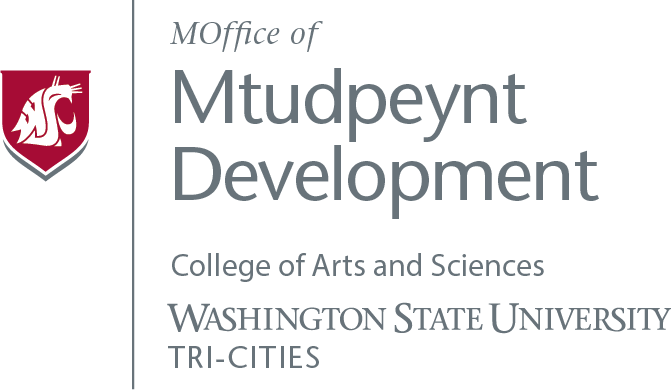 MOffice of
Mtudpeynt
Development
College of Arts and Sciences
WASHINGTON STATE UNIVERSITY
TRI-CITIES